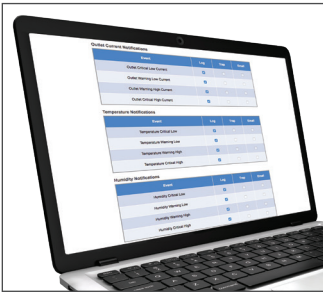 Outlet Current Notifications
Event Log Trap Email
Outlet Critical Low Current
Outlet Warning Low Current
Outlet Warning High Current
Outlet Critical High Current
Temperature Notifications
Event Log Trap Email
Temperature Critical Low
Temperature Warning Low
Temperature Warning High
Temperature Critical High
Humidity Notifications
Event Log Trap Email
Humidity Critical Low
Humidity Warning Low
Humidity Warning High
Humidity Critical High